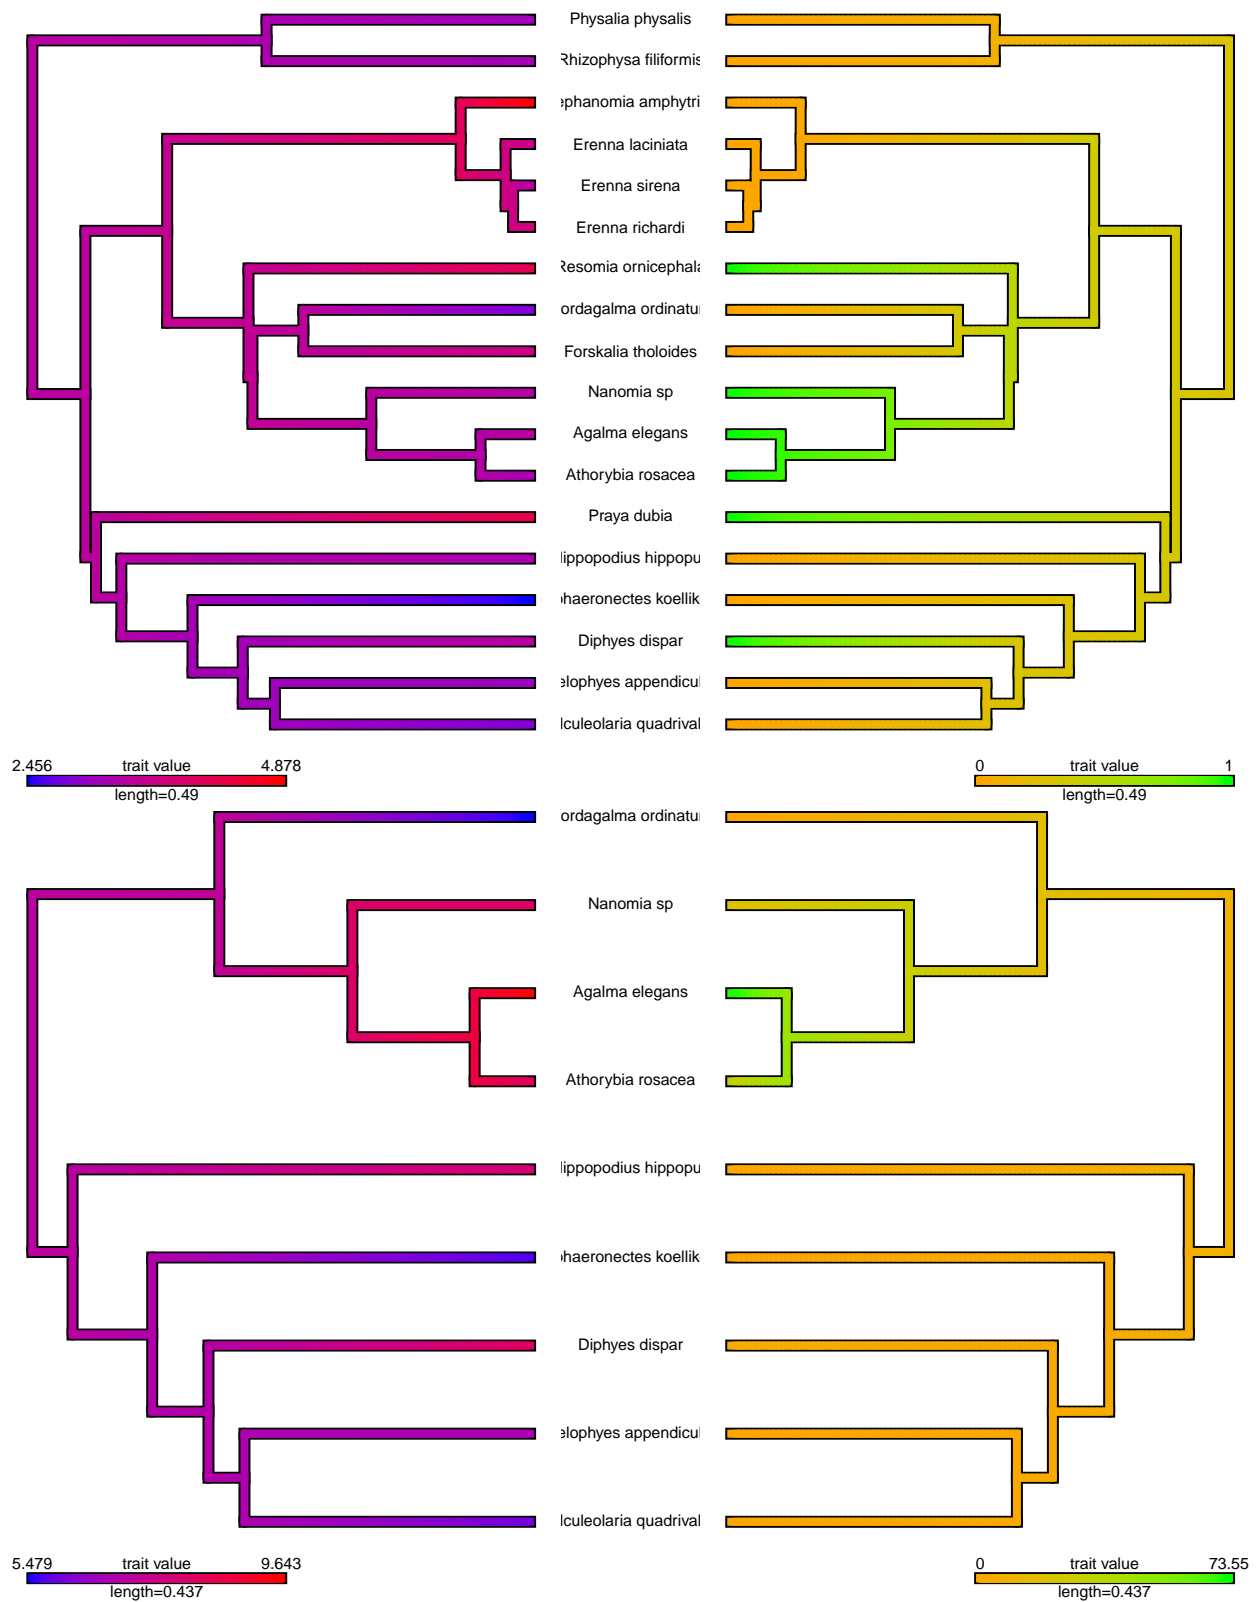 Physalia physalis
Rhizophysa filiformis
ephanomia amphytri
Erenna laciniata
Erenna sirena
Erenna richardi
Resomia ornicephala
ordagalma ordinatu
Forskalia tholoides
Nanomia sp
Agalma elegans
Athorybia rosacea
Praya dubia
lippopodius hippopu
haeronectes koellik
Diphyes dispar
elophyes appendicul
lculeolaria quadrival
2.456 trait value 4.878
length=0.49
0 trait value 1
length=0.49
ordagalma ordinatu
Nanomia sp
Agalma elegans
Athorybia rosacea
lippopodius hippopu
haeronectes koellik
Diphyes dispar
elophyes appendicul
lculeolaria quadrival
5.479 trait value 9.643
length=0.437
0 trait value 73.55
length=0.437